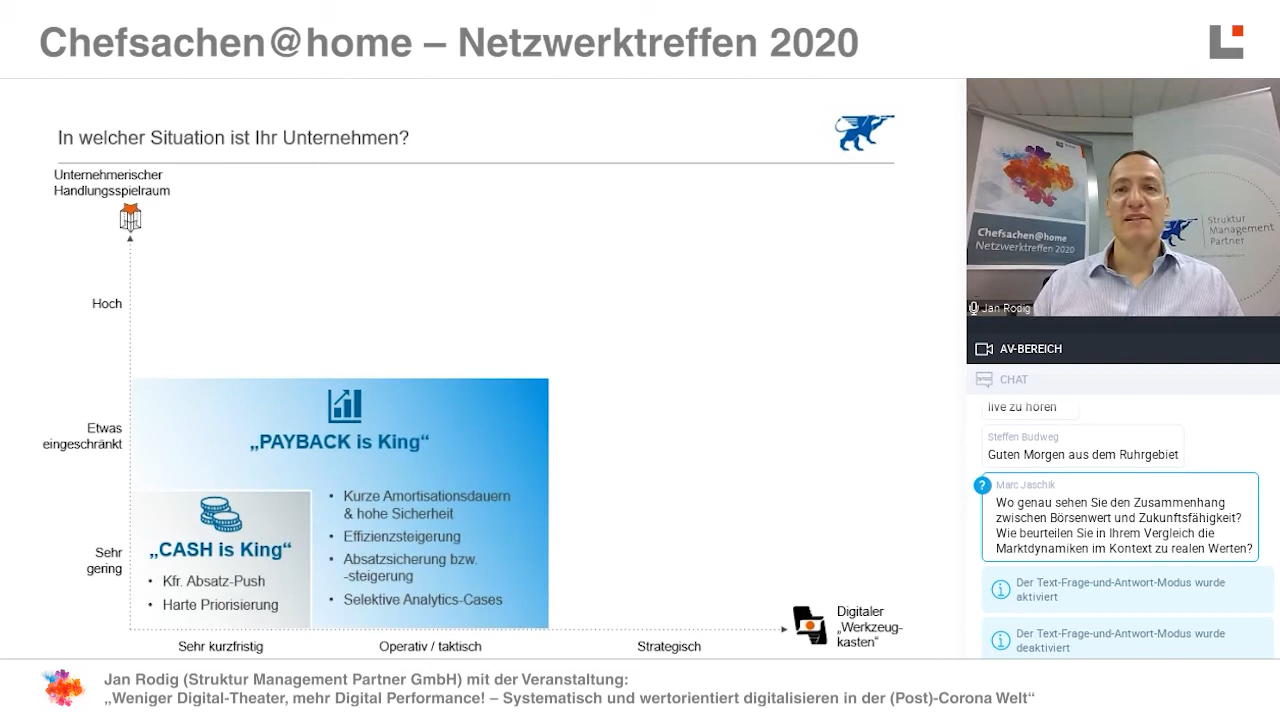 Chefsachen@home – Netzwerktreffen 2020
In welcher Situation ist Ihr Unternehmen?
Unternehmerischer
Handlungsspielraum
Hoch
Etwas
eingeschränkt
Sehr
gering
„PAYBACK is King“
• Kurze Amortisationsdauern
& hohe Sicherheit
• Effizienzsteigerung
• Absatzsicherung bzw.
-steigerung
• Selektive Analytics-Cases
„CASH is King“
• Kfr. Absatz-Push
• Harte Priorisierung
Sehr kurzfristig
Operativ / taktisch
Strategisch
Digitaler
„Werkzeug-
kasten“
Chefsachen@home
Netzwerktreffen 2020
Struktur
Management
Partner
Jan Rodig
AV-BEREICH
CHAT
live zu hören
Steffen Budweg
Guten Morgen aus dem Ruhrgebiet
?
Marc Jaschik
Wo genau sehen Sie den Zusammenhang
zwischen Börsenwert und Zukunftsfähigkeit?
Wie beurteilen Sie in Ihrem Vergleich die
Marktdynamiken im Kontext zu realen Werten?
Der Text-Frage-und-Antwort-Modus wurde
aktiviert
Der Text-Frage-und-Antwort-Modus wurde
deaktiviert
Jan Rodig (Struktur Management Partner GmbH) mit der Veranstaltung:
„Weniger Digital-Theater, mehr Digital Performance! – Systematisch und wertorientiert digitalisieren in der (Post)-Corona Welt“